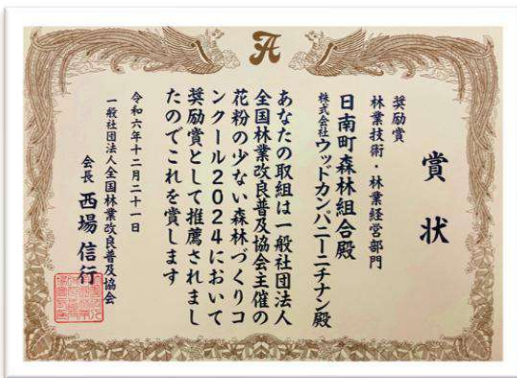 賞状
奨励賞
林業技術・林業経営部門
日南町森林組合殿
株式会社ウッドカンパニーニチナン殿
あなたの取組は一般社団法人
全国林業改良普及協会主催の
花粉の少ない森林づくりコ
ンクール2024において
奨励賞として推薦されまし
たのでこれを賞します
令和六年十二月二十一日
一般社団法人全国林業改良普及協会
会長 西場信行